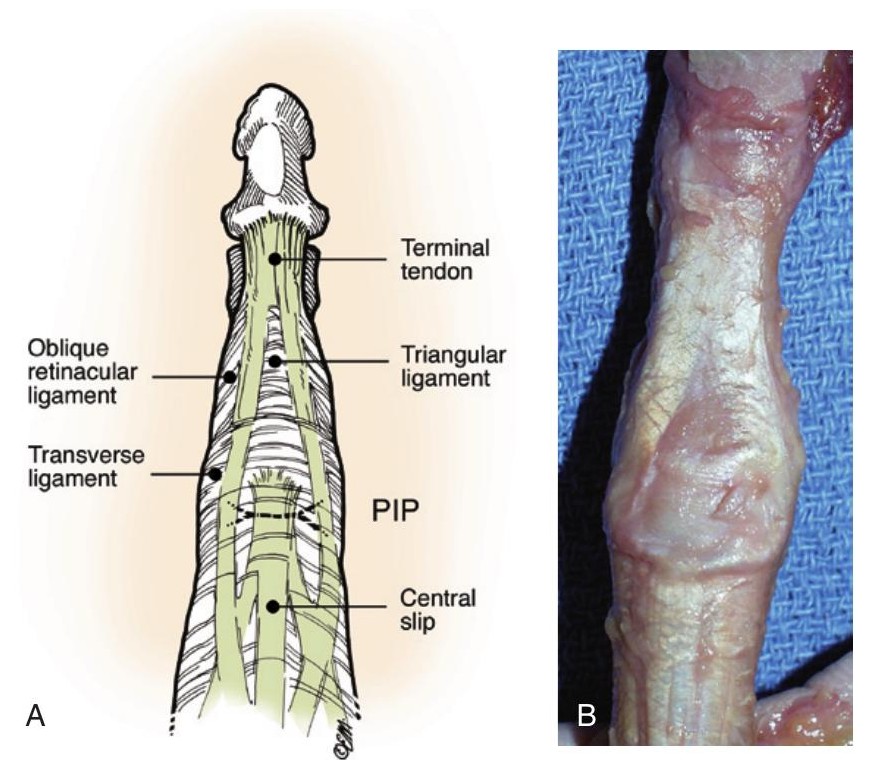 Terminal
tendon
Oblique
retinacular
ligament
Triangular
ligament
Transverse
ligament
PIP
Central
slip
A
B